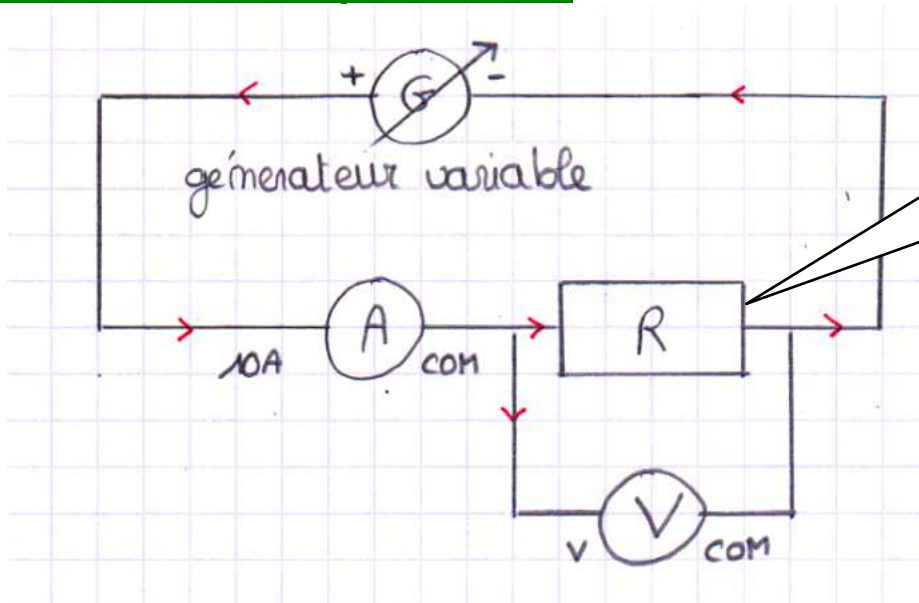 + G -
générateur variable
A R
10A COM
V
V COM